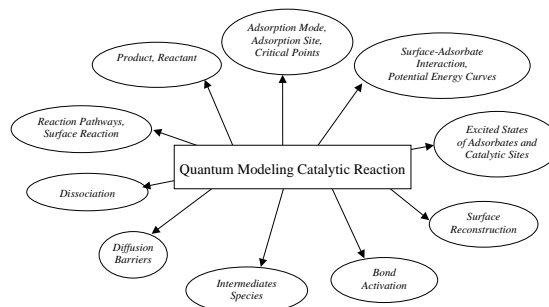 Adsorption Mode,
Adsorption Site,
Critical Points
Product, Reactant
Surface-Adsorbate
Interaction,
Potential Energy Curves
Reaction Pathways,
Surface Reaction
Excited States
of Adsorbates and
Catalytic Sites
Quantum Modeling Catalytic Reaction
Dissociation
Surface
Reconstruction
Diffusion
Barriers
Intermediates
Species
Bond
Activation